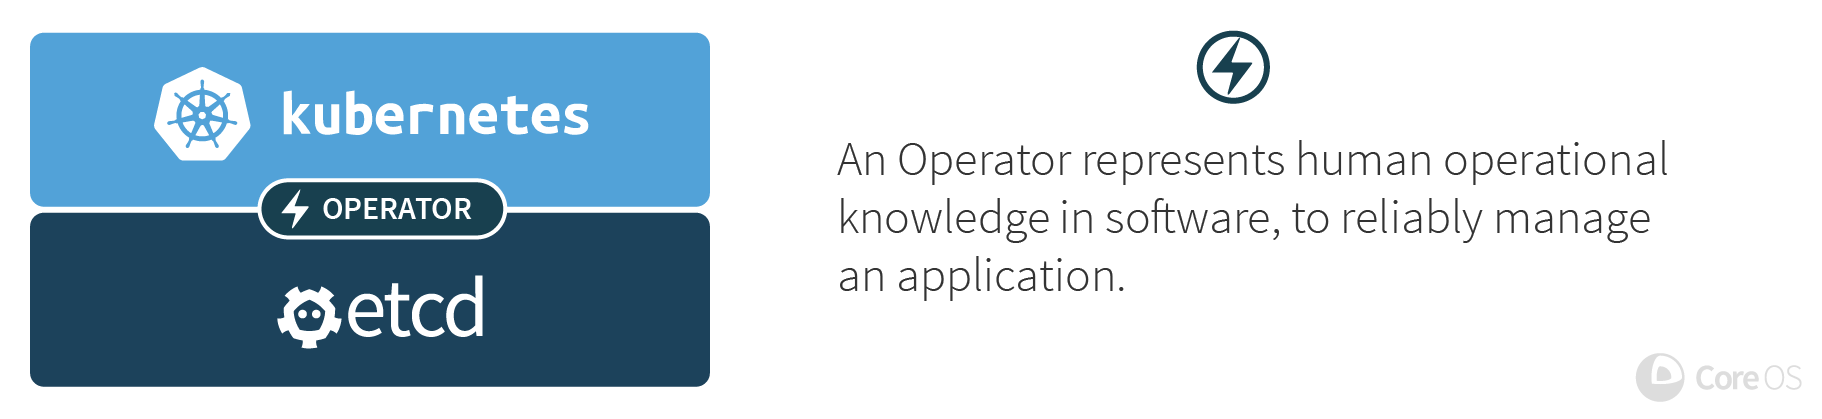 kubernetes
OPERATOR
etcd
An Operator represents human operational
knowledge in software, to reliably manage
an application.
CoreOS